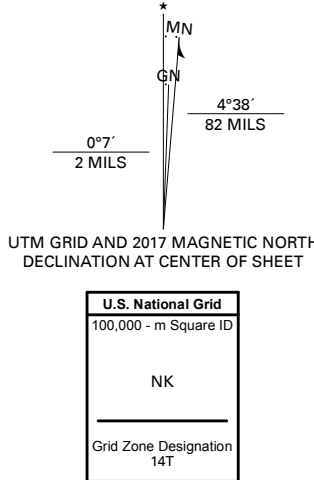 MN
GN
4°38´
82 MILS
0°7´
2 MILS
UTM GRID AND 2017 MAGNETIC NORTH
DECLINATION AT CENTER OF SHEET
U.S. National Grid
100,000 - m Square ID
NK
Grid Zone Designation
14T